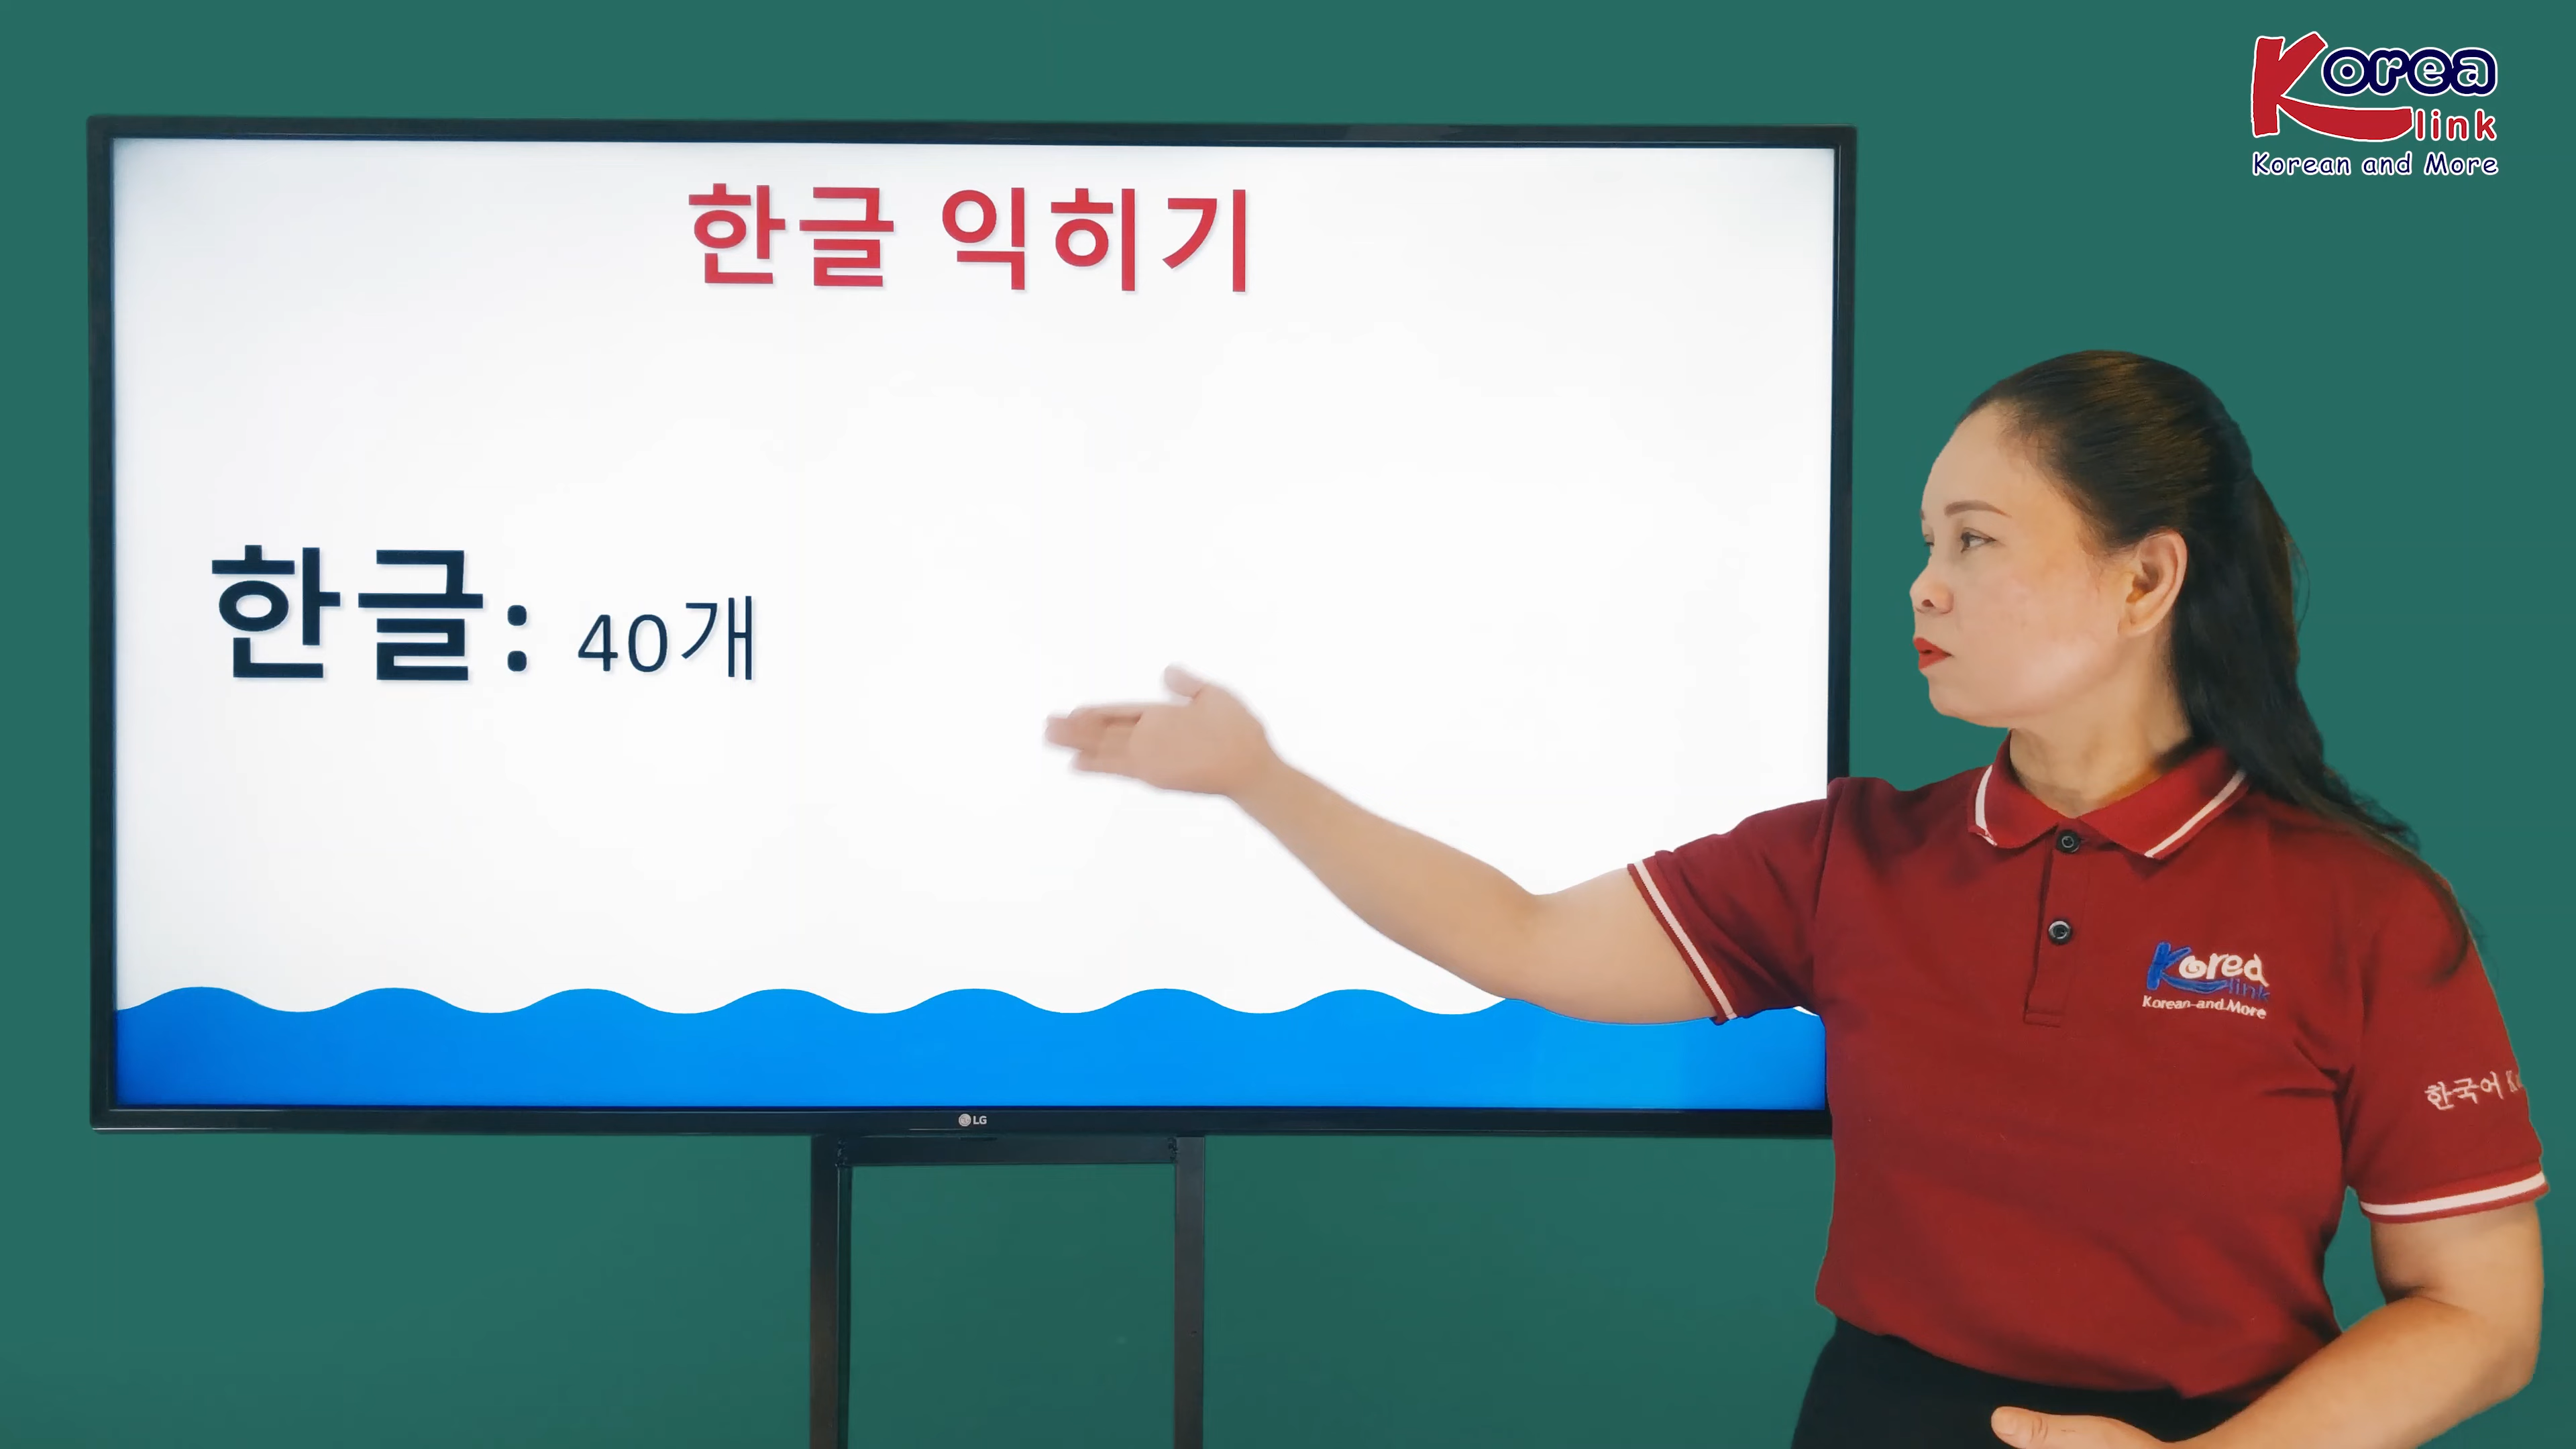 Korea
link
Korean and More
한글 익히기
한글: 40개
LG
Korea
link
Korean and More
한국어